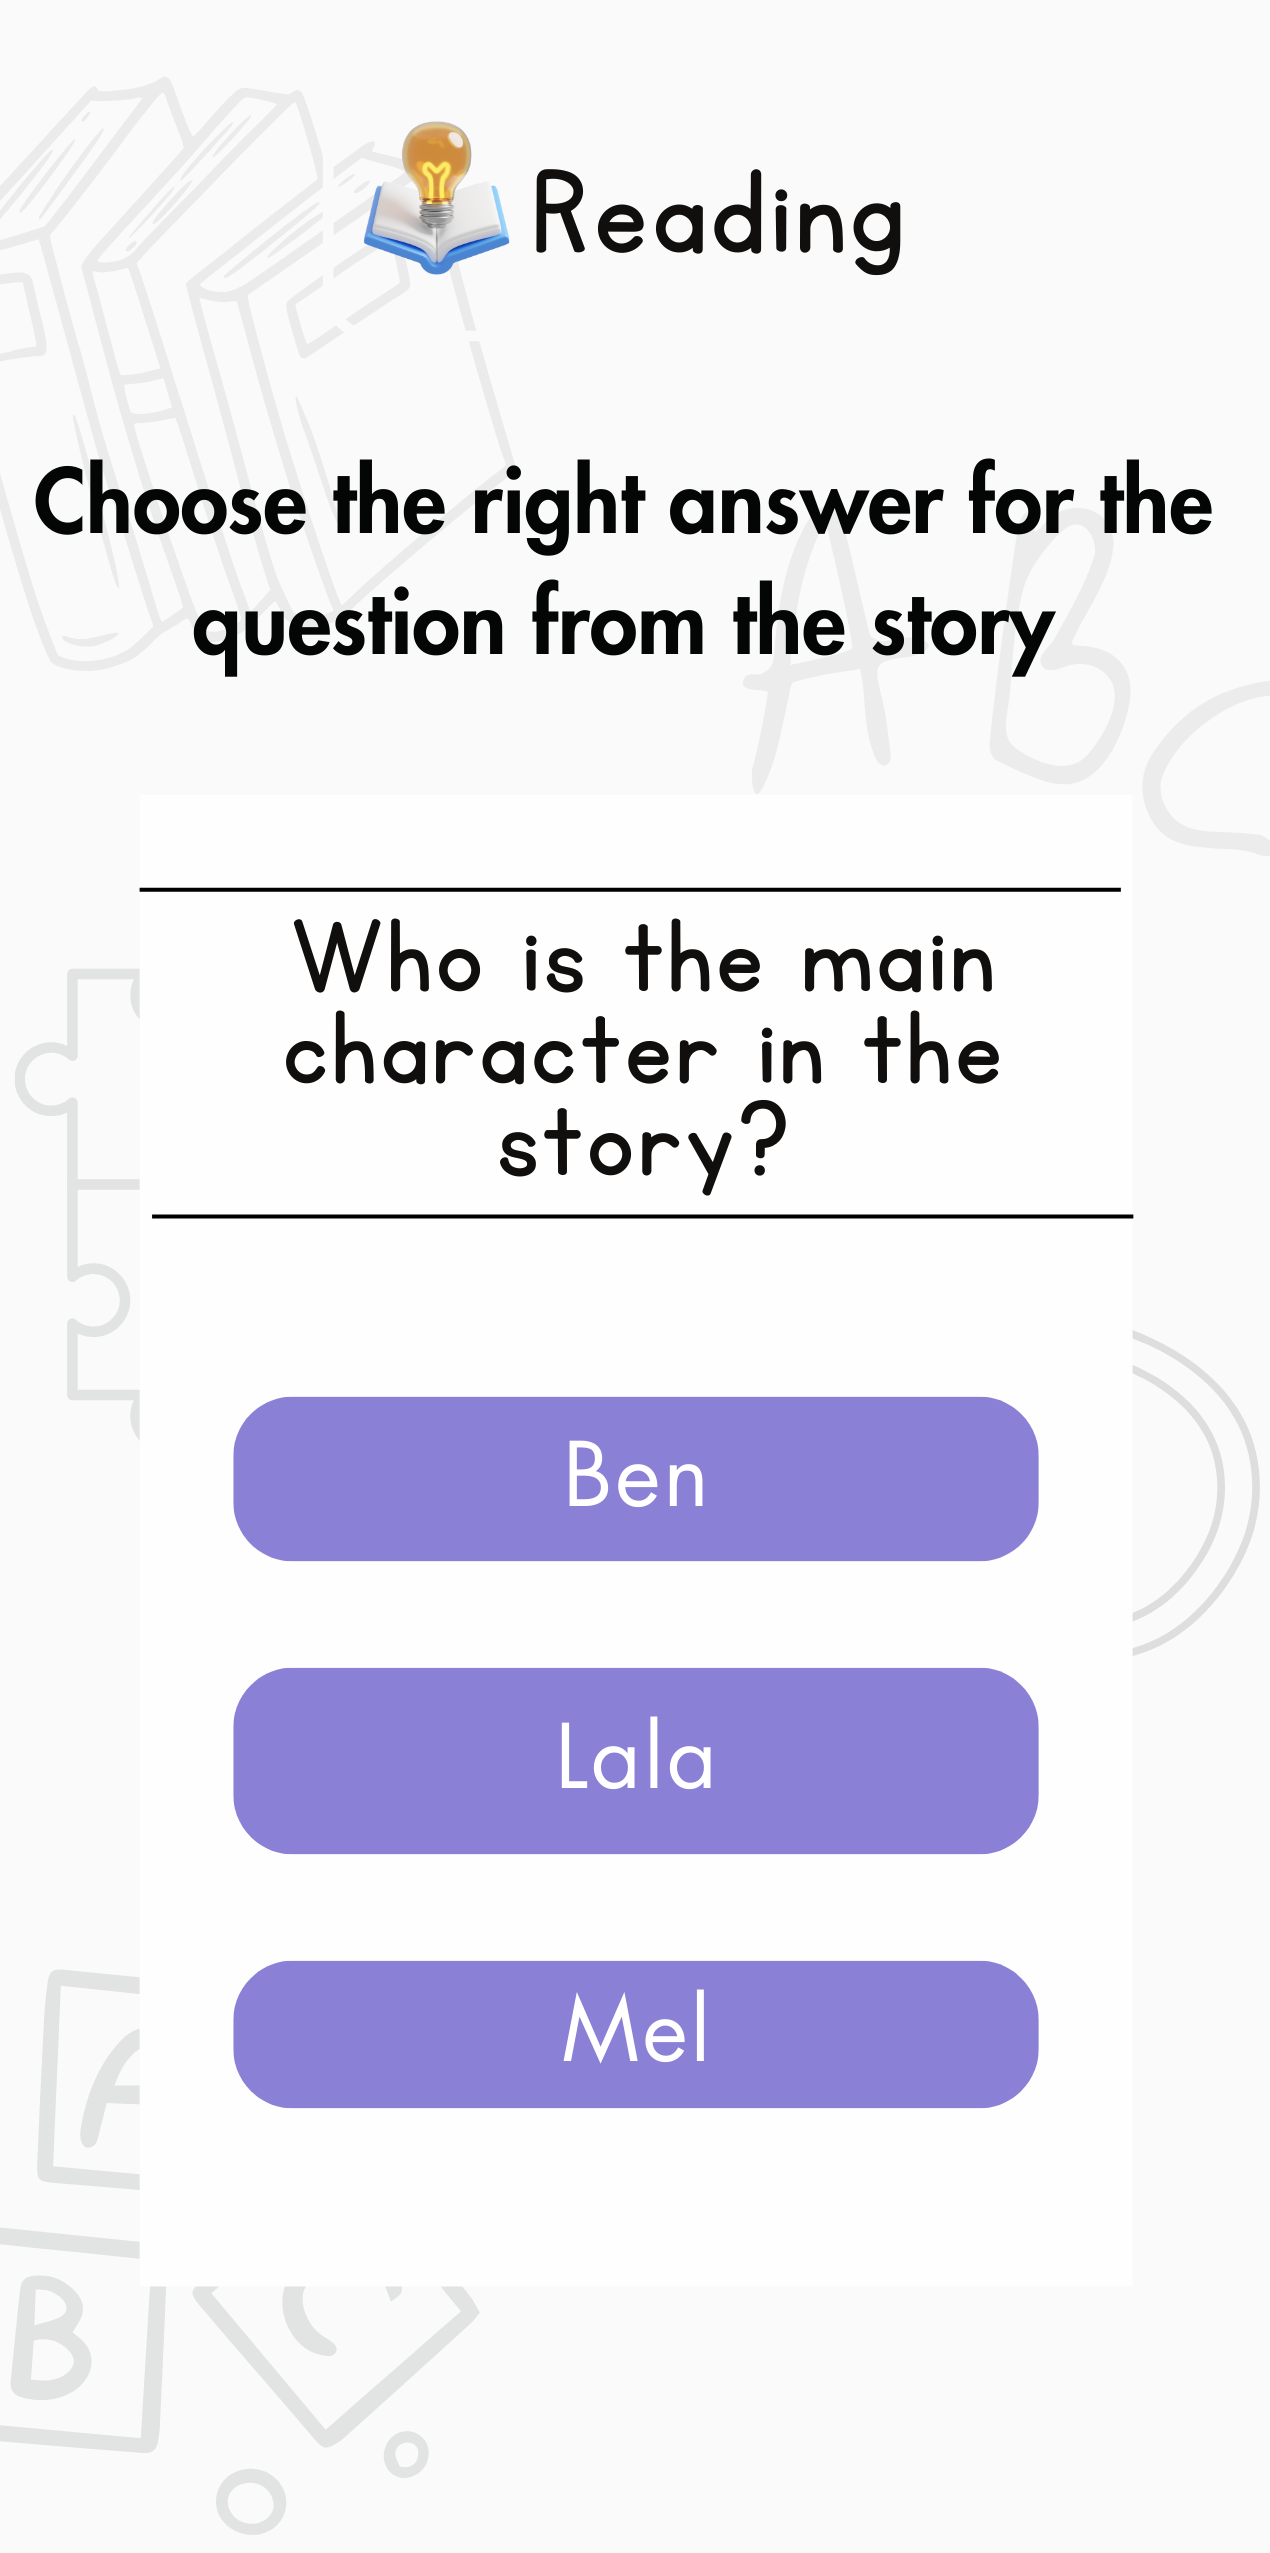 Reading
Choose the right answer for the
question from the story
A B
Who is the main
character in the
story?
Ben
Lala
Mel
A
B
C